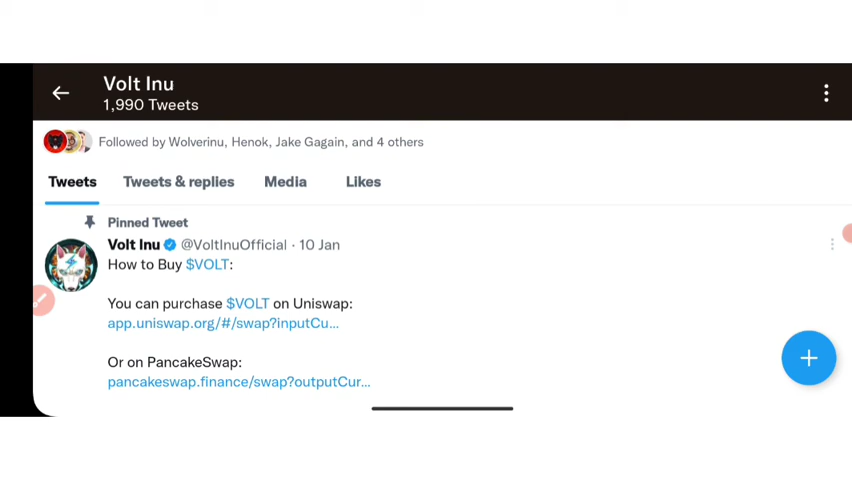 Volt Inu
1,990 Tweets
Followed by Wolverinu, Henok, Jake Gagain, and 4 others
Tweets Tweets & replies Media Likes
Pinned Tweet
Volt Inu @VoltInuOfficial · 10 Jan
How to Buy $VOLT:
You can purchase $VOLT on Uniswap:
app.uniswap.org/#/swap?inputCu...
Or on PancakeSwap:
pancakeswap.finance/swap?outputCur...